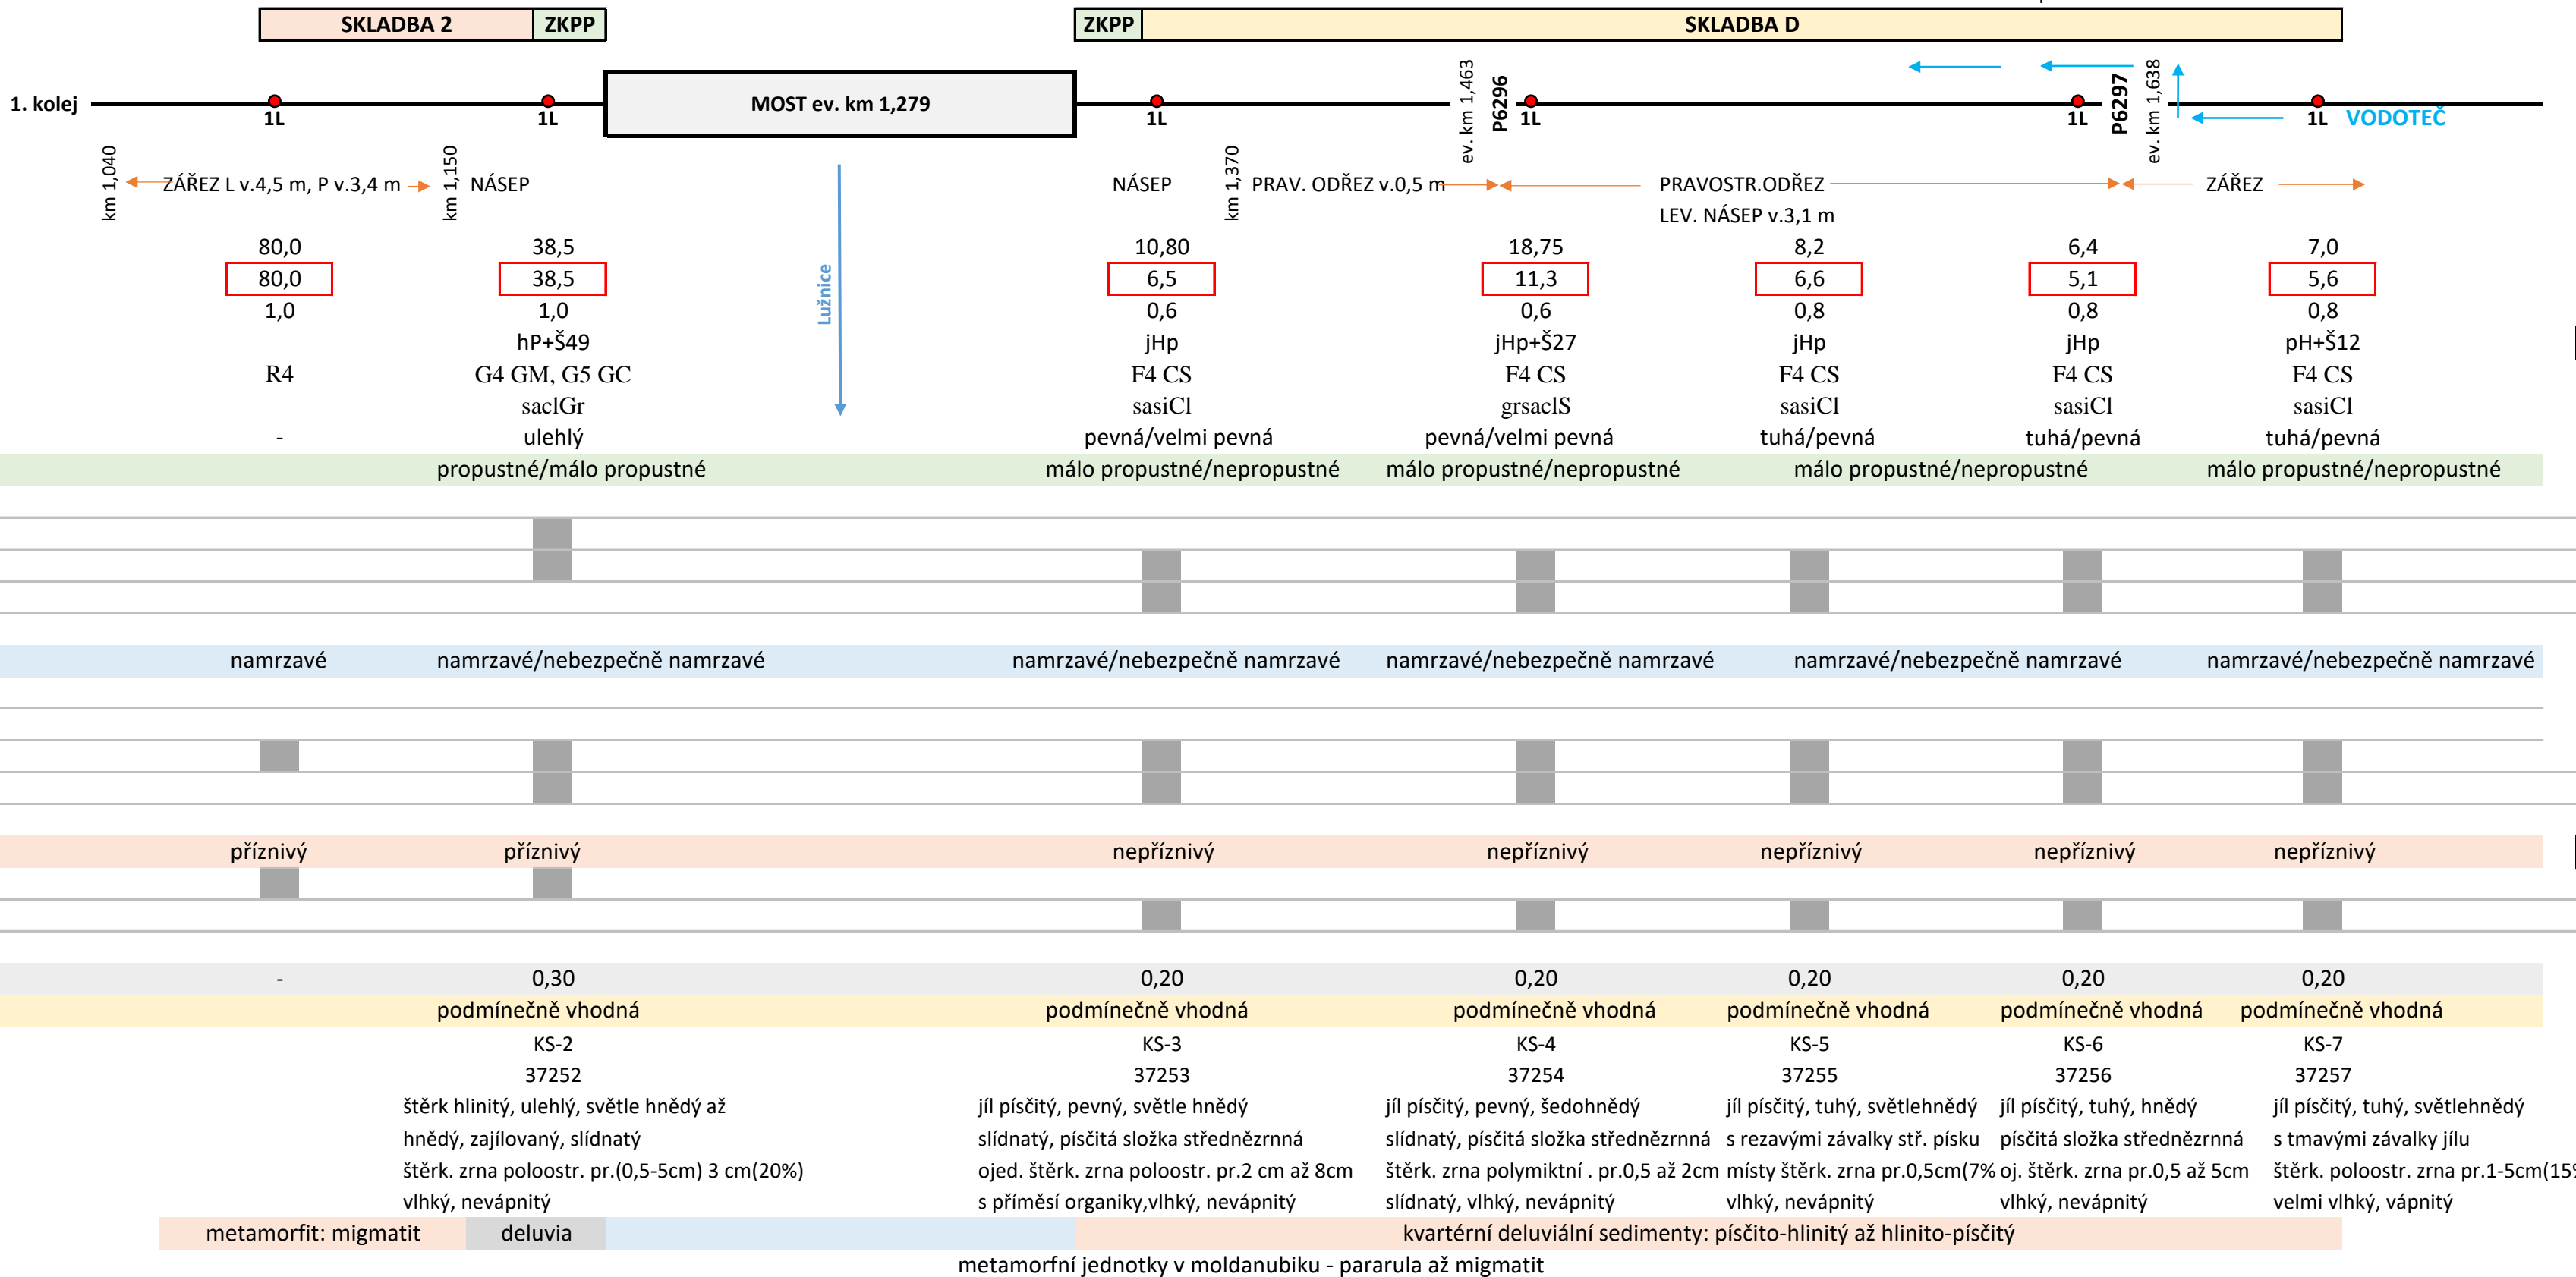 SKLADBA 2 ZKPP ZKPP SKLADBA D
1. kolej 1L 1L MOST ev. km 1,279 1L ev. km 1,463 P6296 1L 1L P6297 ev. km 1,638 1L VODOTEČ
km 1,040 ZÁŘEZ L v.4,5 m, P v.3,4 m km 1,150 NÁSEP NÁSEP km 1,370 PRAV. ODŘEZ v.0,5 m PRAVOSTR.ODŘEZ ZÁŘEZ
LEV. NÁSEP v.3,1 m
Lužnice
80,0 38,5 10,80 18,75 8,2 6,4 7,0
80,0 38,5 6,5 11,3 6,6 5,1 5,6
1,0 1,0 0,6 0,6 0,8 0,8 0,8
hP+Š49 jHp jHp+Š27 jHp jHp pH+Š12
R4 G4 GM, G5 GC F4 CS F4 CS F4 CS F4 CS F4 CS
saclGr sasiCl grsaclS sasiCl sasiCl sasiCl
- ulehlý pevná/velmi pevná pevná/velmi pevná tuhá/pevná tuhá/pevná tuhá/pevná
propustné/málo propustné málo propustné/nepropustné málo propustné/nepropustné málo propustné/nepropustné málo propustné/nepropustné
namrzavé namrzavé/nebezpečně namrzavé namrzavé/nebezpečně namrzavé namrzavé/nebezpečně namrzavé namrzavé/nebezpečně namrzavé namrzavé/nebezpečně namrzavé
příznivý příznivý nepříznivý nepříznivý nepříznivý nepříznivý nepříznivý
- 0,30 0,20 0,20 0,20 0,20 0,20
podmínečně vhodná podmínečně vhodná podmínečně vhodná podmínečně vhodná podmínečně vhodná podmínečně vhodná
KS-2 KS-3 KS-4 KS-5 KS-6 KS-7
37252 37253 37254 37255 37256 37257
štěrk hlinitý, ulehlý, světle hnědý až jíl písčitý, pevný, světle hnědý jíl písčitý, pevný, šedohnědý jíl písčitý, tuhý, světlehnědý jíl písčitý, tuhý, hnědý jíl písčitý, tuhý, světlehnědý
hnědý, zajílovaný, slídnatý slídnatý, písčitá složka střednězrnná slídnatý, písčitá složka střednězrnná s rezavými závalky stř. písku písčitá složka střednězrnná s tmavými závalky jílu
štěrk. zrna poloostr. pr.(0,5-5cm) 3 cm(20%) ojed. štěrk. zrna poloostr. pr.2 cm až 8cm štěrk. zrna polymiktní . pr.0,5 až 2cm místy štěrk. zrna pr.0,5cm(7% oj. štěrk. zrna pr.0,5 až 5cm štěrk. poloostr. zrna pr.1-5cm(15%
vlhký, nevápnitý s příměsí organiky,vlhký, nevápnitý slídnatý, vlhký, nevápnitý vlhký, nevápnitý vlhký, nevápnitý velmi vlhký, vápnitý
metamorfit: migmatit deluvia kvartérní deluviální sedimenty: písčito-hlinitý až hlinito-písčitý
metamorfní jednotky v moldanubiku - pararula až migmatit